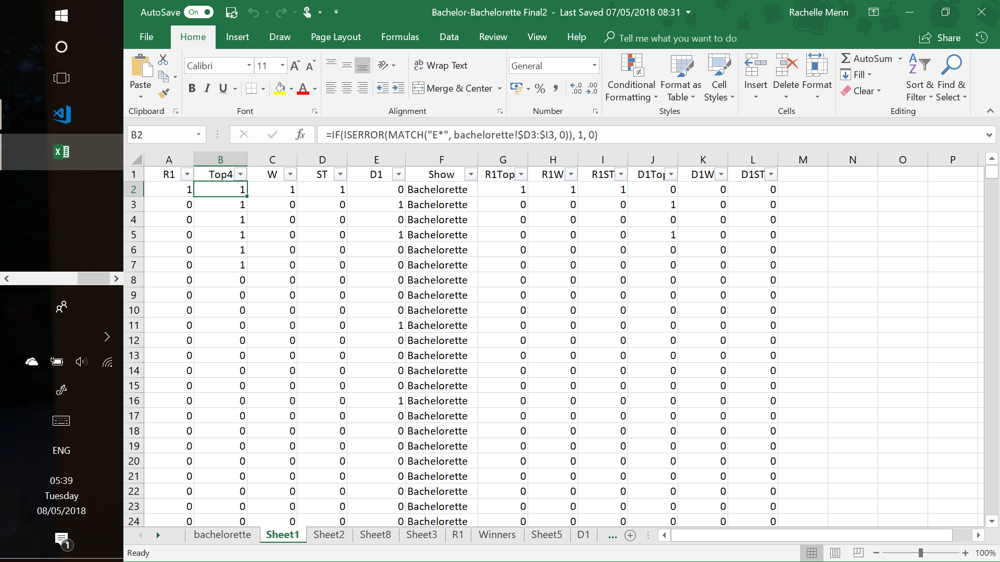 AutoSave On
Bachelor-Bachelorette Final2 - Last Saved 07/05/2018 08:31
Rachelle Menn
File Home Insert Draw Page Layout Formulas Data Review View Help Tell me what you want to do Share
Paste
Calibri 11 A A
B I U A
ab Wrap Text
Merge & Center
General
% , .0 .00 .00 .0
Conditional Formatting
Format as Table
Cell Styles
Insert Delete Format
AutoSum
Fill
Clear
Sort & Filter
Find & Select
Clipboard Font Alignment Number Styles Cells Editing
B2 fx =IF(ISERROR(MATCH("E*", bachelorette!$D3:$I3, 0)), 1, 0)
A B C D E F G H I J K L M N O P
1 R1 Top4 W ST D1 Show R1Top R1W R1ST D1Top D1W D1ST
2 1 1 1 1 0 Bachelorette 1 1 1 0 0 0
3 0 1 0 0 1 Bachelorette 0 0 0 1 0 0
4 0 1 0 0 0 Bachelorette 0 0 0 0 0 0
5 0 1 0 0 1 Bachelorette 0 0 0 1 0 0
6 0 1 0 0 0 Bachelorette 0 0 0 0 0 0
7 0 1 0 0 0 Bachelorette 0 0 0 0 0 0
8 0 0 0 0 0 Bachelorette 0 0 0 0 0 0
9 0 0 0 0 0 Bachelorette 0 0 0 0 0 0
10 0 0 0 0 0 Bachelorette 0 0 0 0 0 0
11 0 0 0 0 1 Bachelorette 0 0 0 0 0 0
12 0 0 0 0 0 Bachelorette 0 0 0 0 0 0
13 0 0 0 0 0 Bachelorette 0 0 0 0 0 0
14 0 0 0 0 0 Bachelorette 0 0 0 0 0 0
15 0 0 0 0 0 Bachelorette 0 0 0 0 0 0
16 0 0 0 0 1 Bachelorette 0 0 0 0 0 0
17 0 0 0 0 0 Bachelorette 0 0 0 0 0 0
18 0 0 0 0 0 Bachelorette 0 0 0 0 0 0
19 0 0 0 0 0 Bachelorette 0 0 0 0 0 0
20 0 0 0 0 0 Bachelorette 0 0 0 0 0 0
21 0 0 0 0 0 Bachelorette 0 0 0 0 0 0
22 0 0 0 0 0 Bachelorette 0 0 0 0 0 0
23 0 0 0 0 0 Bachelorette 0 0 0 0 0 0
24 0 0 0 0 0 Bachelorette 0 0 0 0 0 0
bachelorette Sheet1 Sheet2 Sheet8 Sheet3 R1 Winners Sheet5 D1 ...
Ready 100%
ENG
05:39
Tuesday
08/05/2018
1